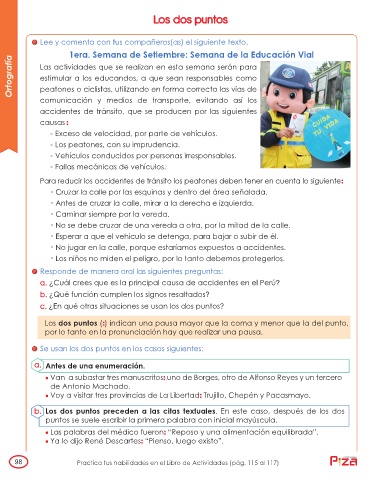 Los dos puntos
Ortografía
Lee y comenta con tus compañeros(as) el siguiente texto.
1era. Semana de Setiembre: Semana de la Educación Vial
Las actividades que se realizan en esta semana serán para
estimular a los educandos, a que sean responsables como
peatones o ciclistas, utilizando en forma correcta las vías de
comunicación y medios de transporte, evitando así los
accidentes de tránsito, que se producen por las siguientes
causas :
- Exceso de velocidad, por parte de vehículos.
- Los peatones, con su imprudencia.
- Vehículos conducidos por personas irresponsables.
- Fallas mecánicas de vehículos.
CUIDA
TU VIDA
Para reducir los accidentes de tránsito los peatones deben tener en cuenta lo siguiente:
• Cruzar la calle por las esquinas y dentro del área señalada.
• Antes de cruzar la calle, mirar a la derecha e izquierda.
• Caminar siempre por la vereda.
• No se debe cruzar de una vereda a otra, por la mitad de la calle.
• Esperar a que el vehículo se detenga, para bajar o subir de él.
• No jugar en la calle, porque estaríamos expuestos a accidentes.
• Los niños no miden el peligro, por lo tanto debemos protegerlos.
Responde de manera oral las siguientes preguntas:
a. ¿Cuál crees que es la principal causa de accidentes en el Perú?
b. ¿Qué función cumplen los signos resaltados?
c. ¿En qué otras situaciones se usan los dos puntos?
Los dos puntos (:) indican una pausa mayor que la coma y menor que la del punto,
por lo tanto en la pronunciación hay que realizar una pausa.
Se usan los dos puntos en los casos siguientes:
a. Antes de una enumeración.
• Van a subastar tres manuscritos: uno de Borges, otro de Alfonso Reyes y un tercero
de Antonio Machado.
• Voy a visitar tres provincias de La Libertad: Trujillo, Chepén y Pacasmayo.
b. Los dos puntos preceden a las citas textuales. En este caso, después de los dos
puntos se suele escribir la primera palabra con inicial mayúscula.
• Las palabras del médico fueron: "Reposo y una alimentación equilibrada".
• Ya lo dijo René Descartes: "Pienso, luego existo".
98
Practica tus habilidades en el Libro de Actividades (pág. 115 al 117)
Piza